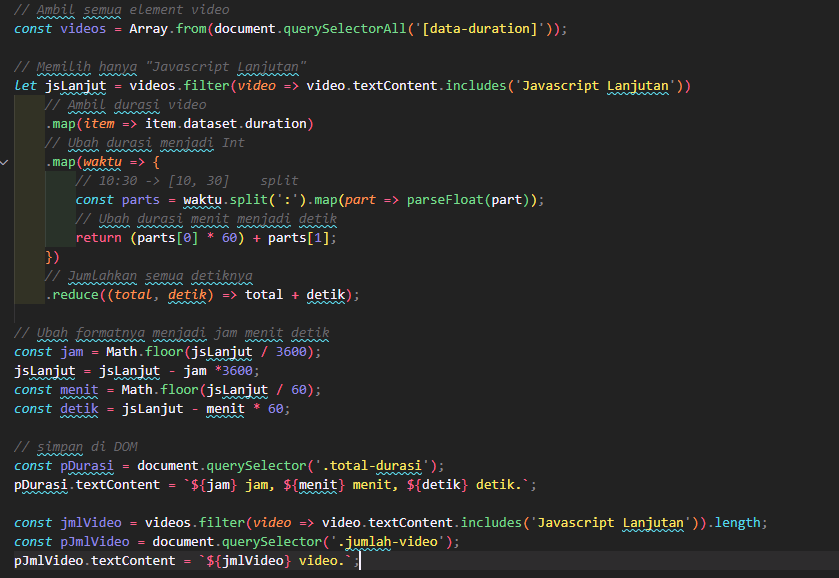 // Ambil semua element video
const videos = Array.from(document.querySelectorAll('[data-duration]'));
// Memilih hanya "Javascript Lanjutan"
let jsLanjut = videos.filter(video => video.textContent.includes('Javascript Lanjutan'))
// Ambil durasi video
.map(item => item.dataset.duration)
// Ubah durasi menjadi Int
.map(waktu => {
// 10:30 -> [10, 30]    split
const parts = waktu.split(':').map(part => parseFloat(part));
// Ubah durasi menit menjadi detik
return (parts[0] * 60) + parts[1];
})
// Jumlahkan semua detiknya
.reduce((total, detik) => total + detik);
// Ubah formatnya menjadi jam menit detik
const jam = Math.floor(jsLanjut / 3600);
jsLanjut = jsLanjut - jam *3600;
const menit = Math.floor(jsLanjut / 60);
const detik = jsLanjut - menit * 60;
// simpan di DOM
const pDurasi = document.querySelector('.total-durasi');
pDurasi.textContent = `${jam} jam, ${menit} menit, ${detik} detik.`;
const jmlVideo = videos.filter(video => video.textContent.includes('Javascript Lanjutan')).length;
const pJmlVideo = document.querySelector('.jumlah-video');
pJmlVideo.textContent = `${jmlVideo} video.`;